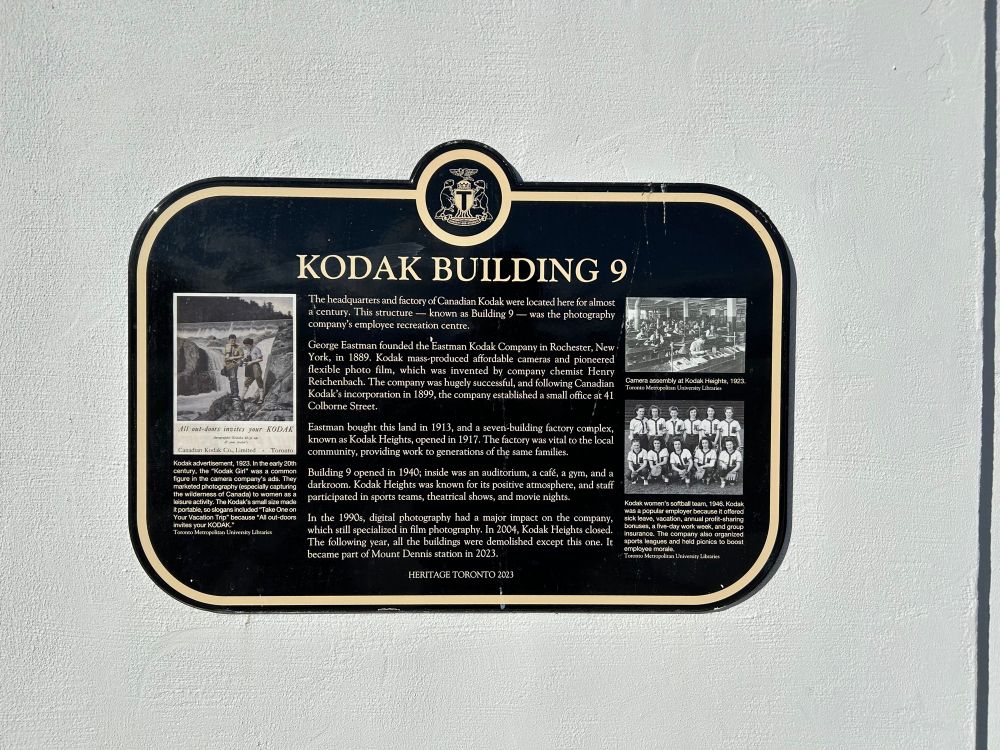 T
KODAK BUILDING 9
All out-doors invites your KODAK
Canadian Kodak Co., Limited - Toronto
Kodak advertisement, 1923. In the early 20th
century, the "Kodak Girl" was a common
figure in the camera company's ads. They
marketed photography (especially capturing
the wilderness of Canada) to women as a
leisure activity. The Kodak's small size made
it portable, so slogans included "Take One on
Your Vacation Trip" because "All out-doors
invites your KODAK."
Toronto Metropolitan University Libraries
The headquarters and factory of Canadian Kodak were located here for almost
a century. This structure — known as Building 9 — was the photography
company's employee recreation centre.
George Eastman founded the Eastman Kodak Company in Rochester, New
York, in 1889. Kodak mass-produced affordable cameras and pioneered
flexible photo film, which was invented by company chemist Henry
Reichenbach. The company was hugely successful, and following Canadian
Kodak's incorporation in 1899, the company established a small office at 41
Colborne Street.
Eastman bought this land in 1913, and a seven-building factory complex,
known as Kodak Heights, opened in 1917. The factory was vital to the local
community, providing work to generations of the same families.
Building 9 opened in 1940; inside was an auditorium, a café, a gym, and a
darkroom. Kodak Heights was known for its positive atmosphere, and staff
participated in sports teams, theatrical shows, and movie nights.
In the 1990s, digital photography had a major impact on the company,
which still specialized in film photography. In 2004, Kodak Heights closed.
The following year, all the buildings were demolished except this one. It
became part of Mount Dennis station in 2023.
HERITAGE TORONTO 2023
Camera assembly at Kodak Heights, 1923.
Toronto Metropolitan University Libraries
Kodak women's softball team, 1946. Kodak
was a popular employer because it offered
sick leave, vacation, annual profit-sharing
bonuses, a five-day work week, and group
insurance. The company also organized
sports leagues and held picnics to boost
employee morale.
Toronto Metropolitan University Libraries